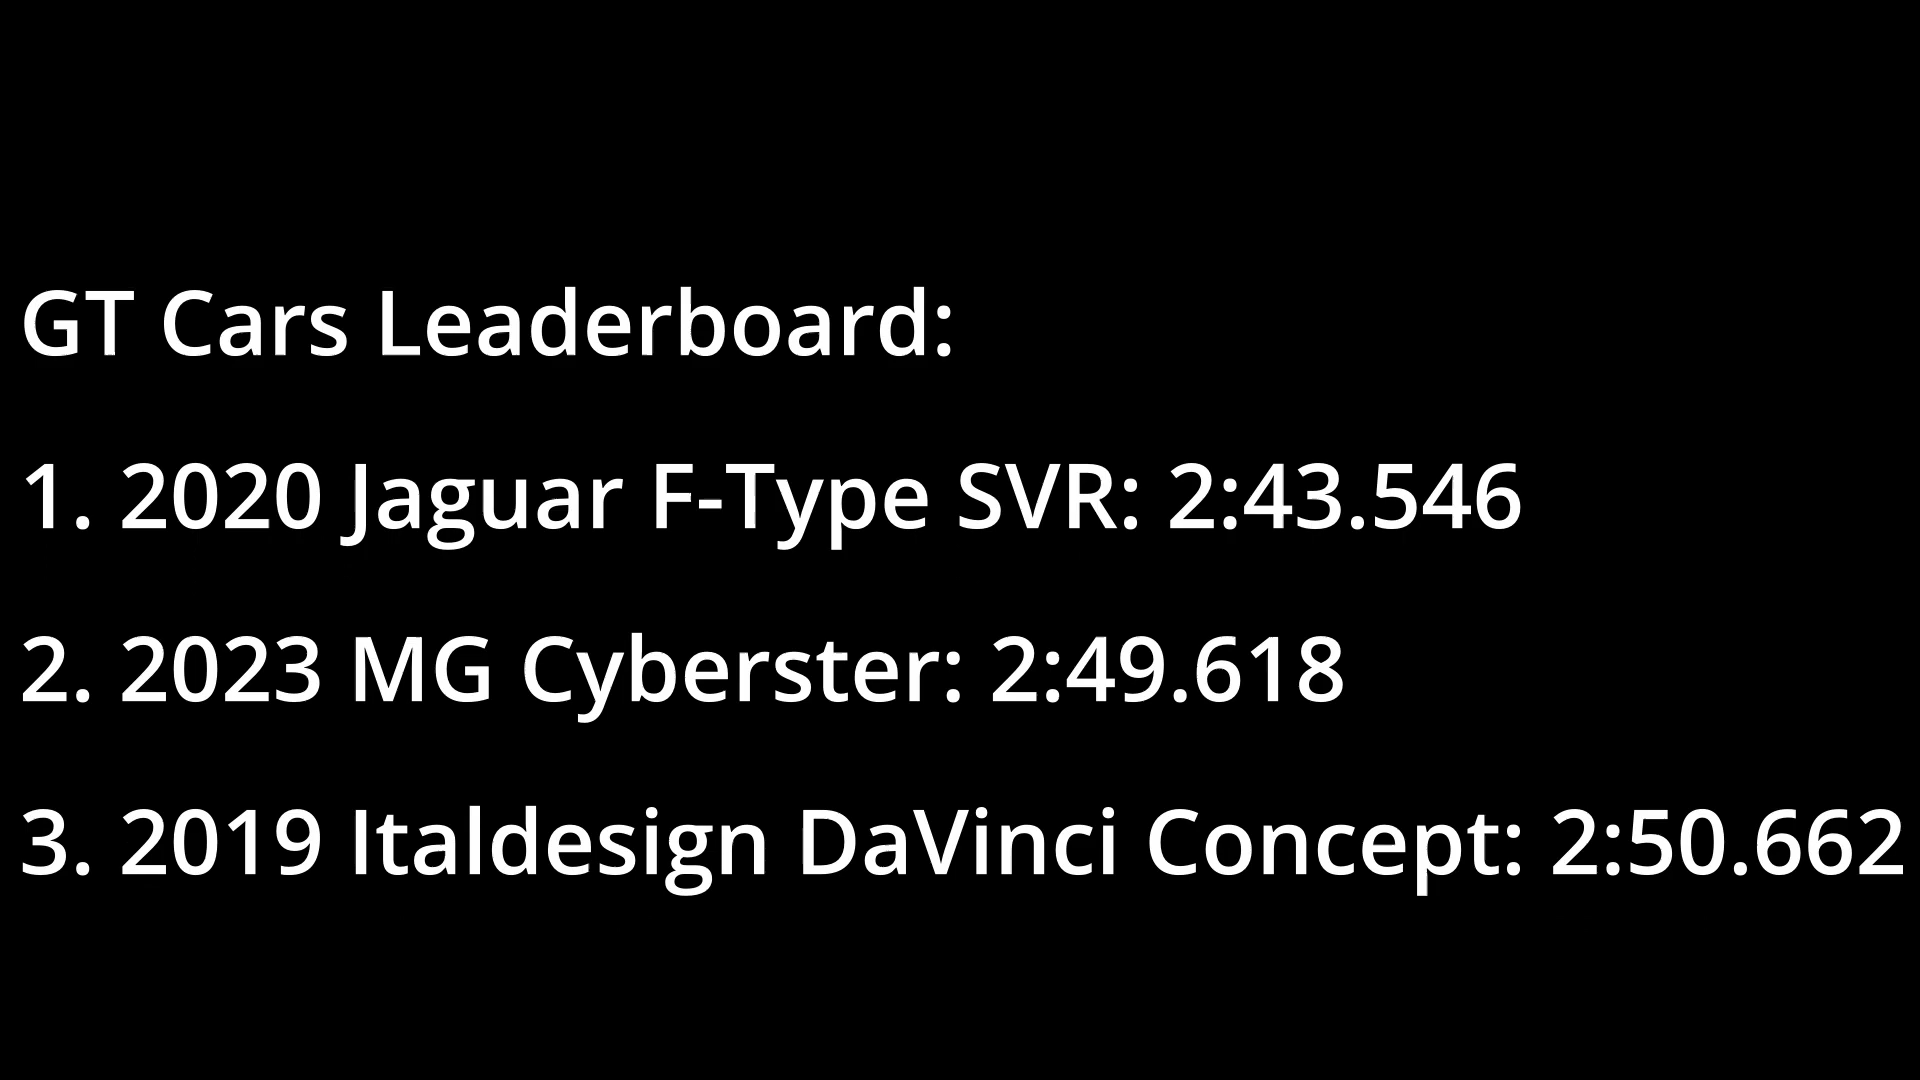 GT Cars Leaderboard:
1. 2020 Jaguar F-Type SVR: 2:43.546
2. 2023 MG Cyberster: 2:49.618
3. 2019 Italdesign DaVinci Concept: 2:50.662